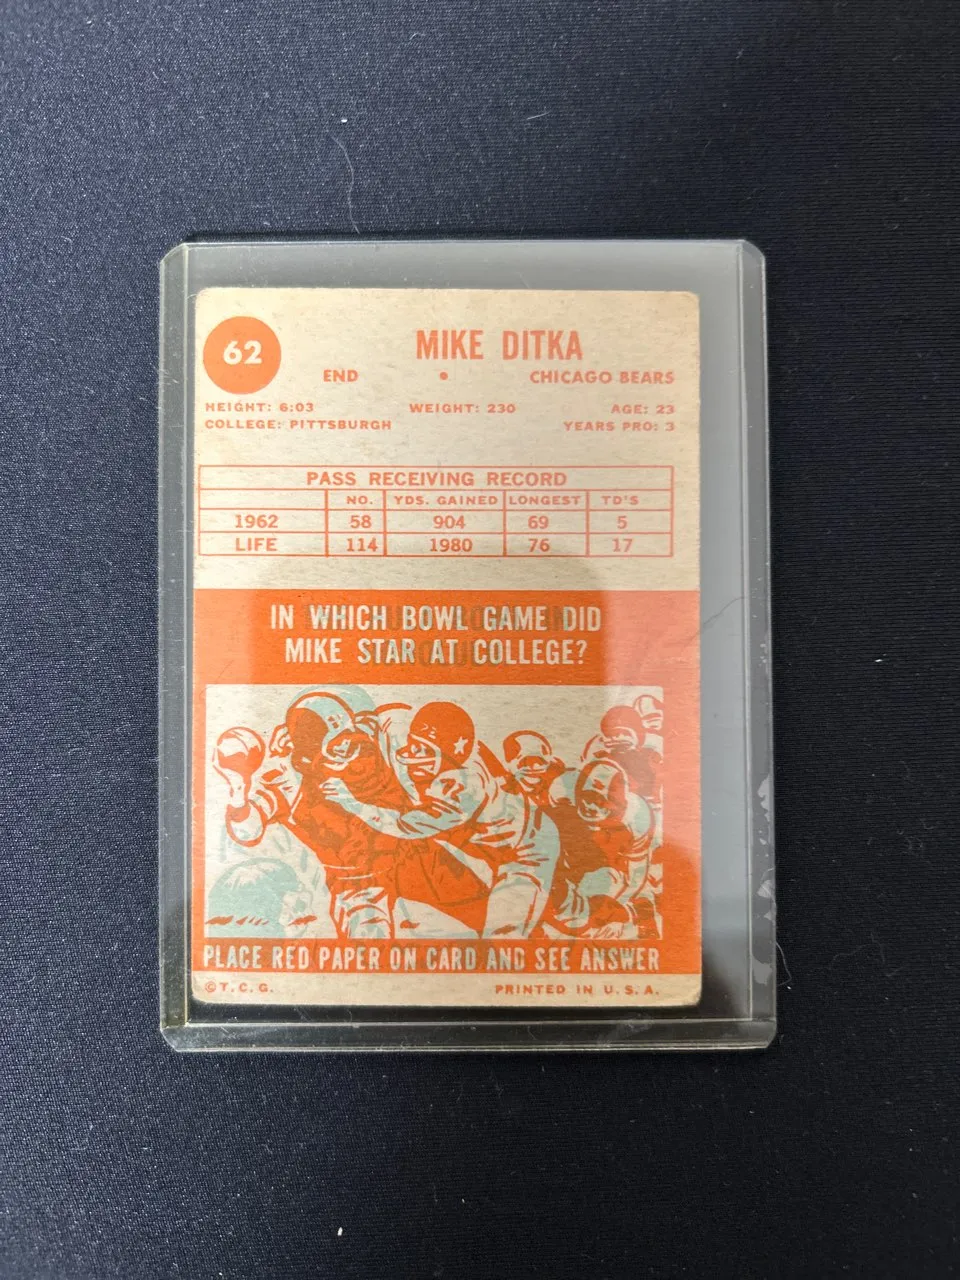 62
MIKE DITKA
END • CHICAGO BEARS
HEIGHT: 6:03 WEIGHT: 230 AGE: 23
COLLEGE: PITTSBURGH YEARS PRO: 3
PASS RECEIVING RECORD
NO. YDS. GAINED LONGEST TD'S
1962 58 904 69 5
LIFE 114 1980 76 17
IN WHICH BOWL GAME DID
MIKE STAR AT COLLEGE?
PLACE RED PAPER ON CARD AND SEE ANSWER
©T.C.G. PRINTED IN U.S.A.